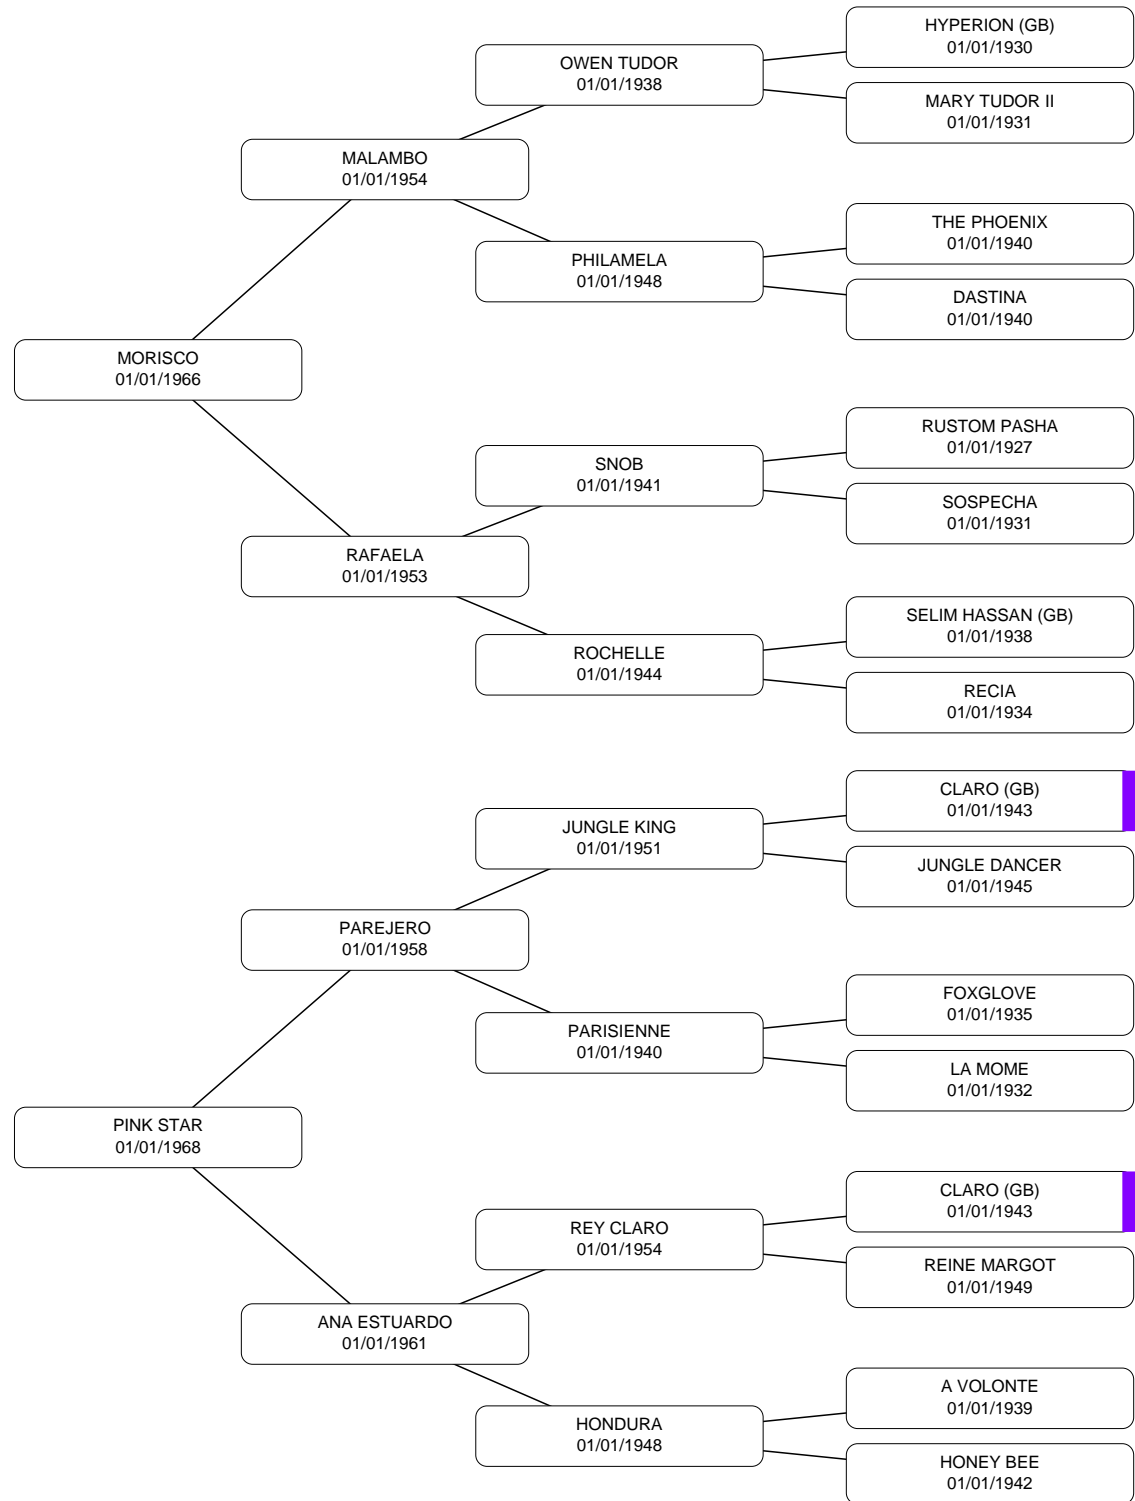 HYPERION (GB)
01/01/1930
OWEN TUDOR
01/01/1938
MARY TUDOR II
01/01/1931
MALAMBO
01/01/1954
THE PHOENIX
01/01/1940
PHILAMELA
01/01/1948
DASTINA
01/01/1940
MORISCO
01/01/1966
RUSTOM PASHA
01/01/1927
SNOB
01/01/1941
SOSPECHA
01/01/1931
RAFAELA
01/01/1953
SELIM HASSAN (GB)
01/01/1938
ROCHELLE
01/01/1944
RECIA
01/01/1934
CLARO (GB)
01/01/1943
JUNGLE KING
01/01/1951
JUNGLE DANCER
01/01/1945
PAREJERO
01/01/1958
FOXGLOVE
01/01/1935
PARISIENNE
01/01/1940
LA MOME
01/01/1932
PINK STAR
01/01/1968
CLARO (GB)
01/01/1943
REY CLARO
01/01/1954
REINE MARGOT
01/01/1949
ANA ESTUARDO
01/01/1961
A VOLONTE
01/01/1939
HONDURA
01/01/1948
HONEY BEE
01/01/1942